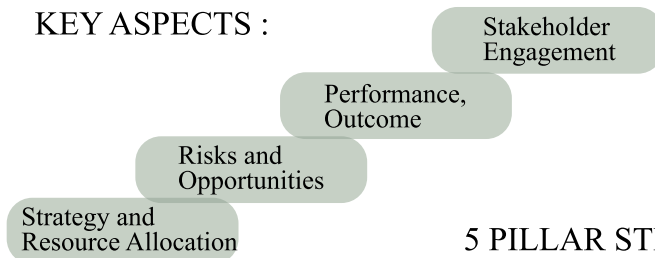 KEY ASPECTS :
Stakeholder
Engagement
Performance,
Outcome
Risks and
Opportunities
Strategy and
Resource Allocation
5 PILLAR